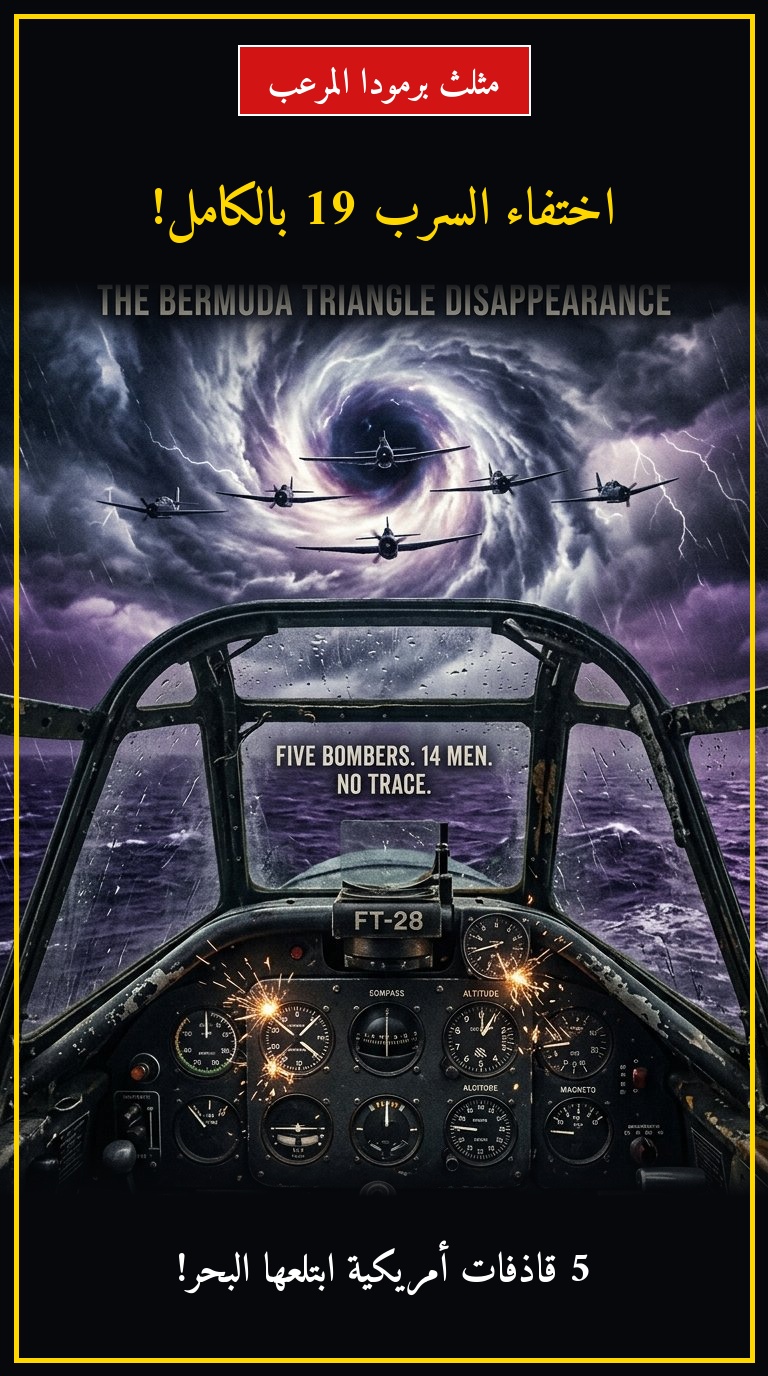 مثلث برمودا المرعب
اختفاء السرب 19 بالكامل!
THE BERMUDA TRIANGLE DISAPPEARANCE
FIVE BOMBERS. 14 MEN.
NO TRACE.
FT-28
SOMPASS
ALTITUDE
ALCITORE
MAGNETO
5 قاذفات أمريكية ابتلعها البحر!